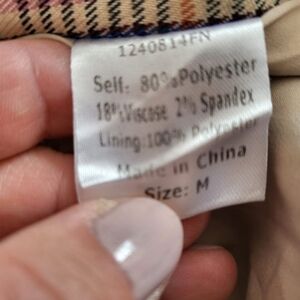 1240814FN
Self: 80%Polyester
18%Viscose 2% Spandex
Lining:100% Polyester
Made in China
Size: M